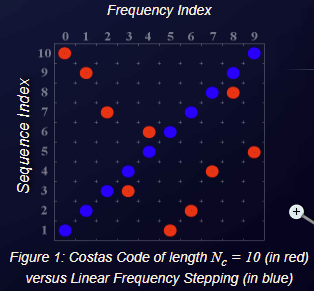 Frequency Index
0 1 2 3 4 5 6 7 8 9
Sequence Index
10
9
8
7
6
5
4
3
2
1
Figure 1: Costas Code of length Nc = 10 (in red)
versus Linear Frequency Stepping (in blue)